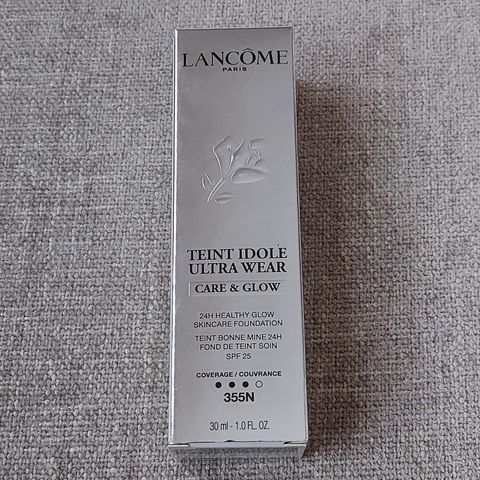 LANCÔME
PARIS
TEINT IDOLE
ULTRA WEAR
CARE & GLOW
24H HEALTHY GLOW
SKINCARE FOUNDATION
TEINT BONNE MINE 24H
FOND DE TEINT SOIN
SPF 25
COVERAGE / COUVRANCE
355N
30 ml - 1.0 FL. OZ.